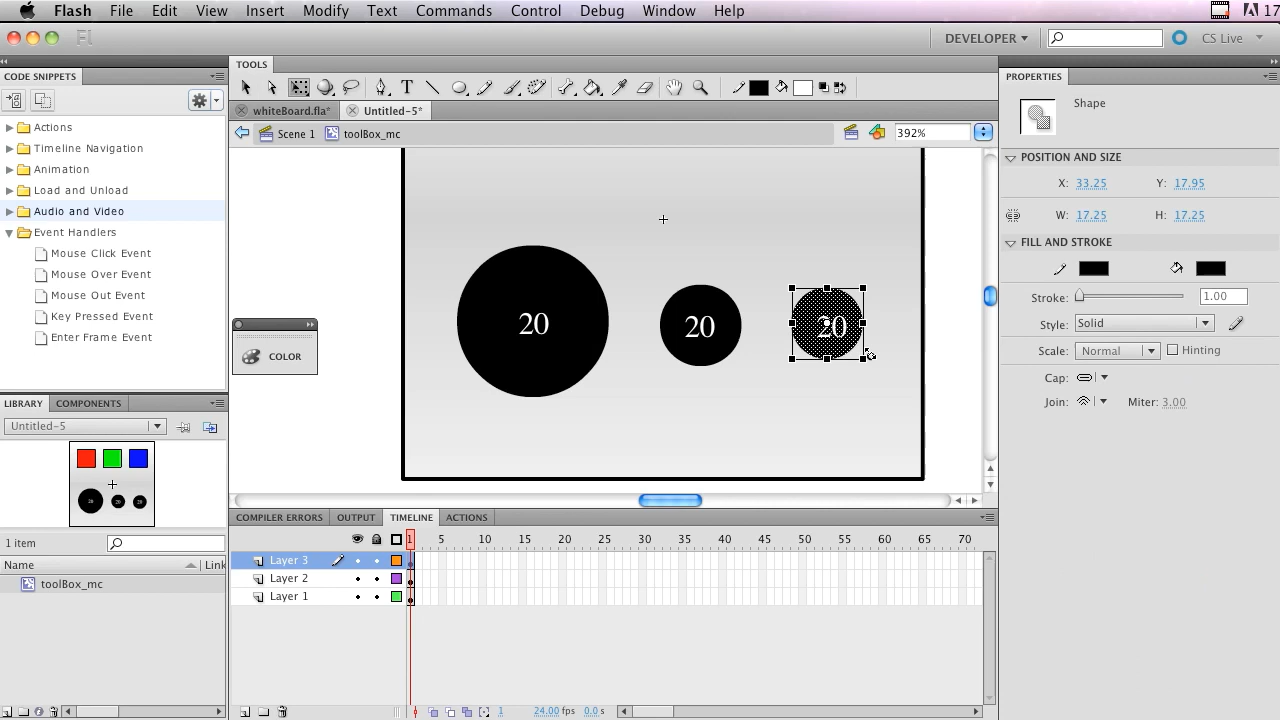 Flash File Edit View Insert Modify Text Commands Control Debug Window Help 17
Fl DEVELOPER CS Live
TOOLS
CODE SNIPPETS
Actions
Timeline Navigation
Animation
Load and Unload
Audio and Video
Event Handlers
Mouse Click Event
Mouse Over Event
Mouse Out Event
Key Pressed Event
Enter Frame Event
LIBRARY COMPONENTS
Untitled-5
1 item
Name Link
toolBox_mc
whiteBoard.fla* Untitled-5*
Scene 1 toolBox_mc 392%
20 20 20
COLOR
COMPILER ERRORS OUTPUT TIMELINE ACTIONS
1 5 10 15 20 25 30 35 40 45 50 55 60 65 70
Layer 3
Layer 2
Layer 1
1 24.00 fps 0.0 s
PROPERTIES
Shape
POSITION AND SIZE
X: 33.25 Y: 17.95
W: 17.25 H: 17.25
FILL AND STROKE
Stroke: 1.00
Style: Solid
Scale: Normal Hinting
Cap:
Join: Miter: 3.00